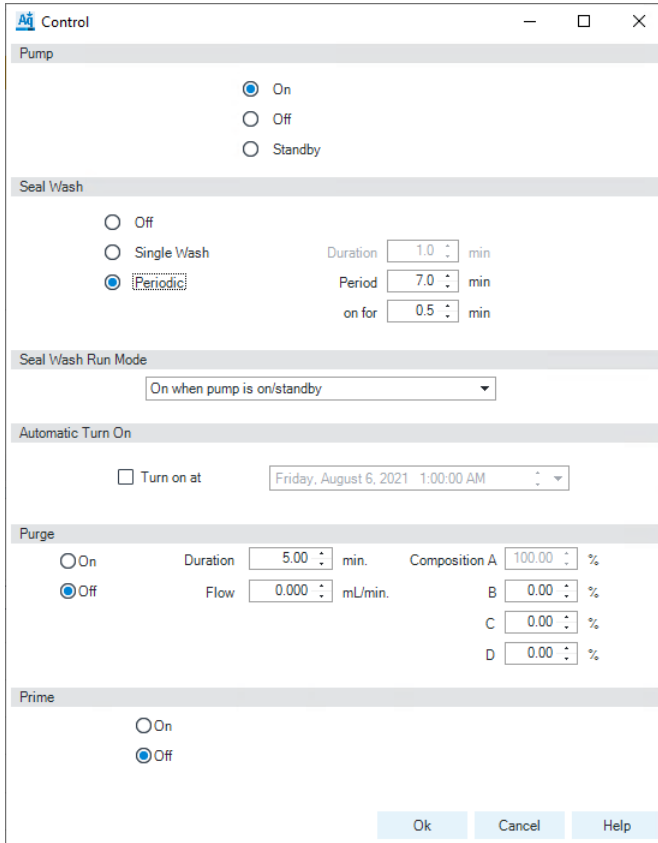 Control
Pump
On
Off
Standby
Seal Wash
Off
Single Wash Duration 1.0 min
Periodic Period 7.0 min
on for 0.5 min
Seal Wash Run Mode
On when pump is on/standby
Automatic Turn On
Turn on at Friday, August 6, 2021 1:00:00 AM
Purge
On Duration 5.00 min. Composition A 100.00 %
Off Flow 0.000 mL/min. B 0.00 %
C 0.00 %
D 0.00 %
Prime
On
Off
Ok Cancel Help